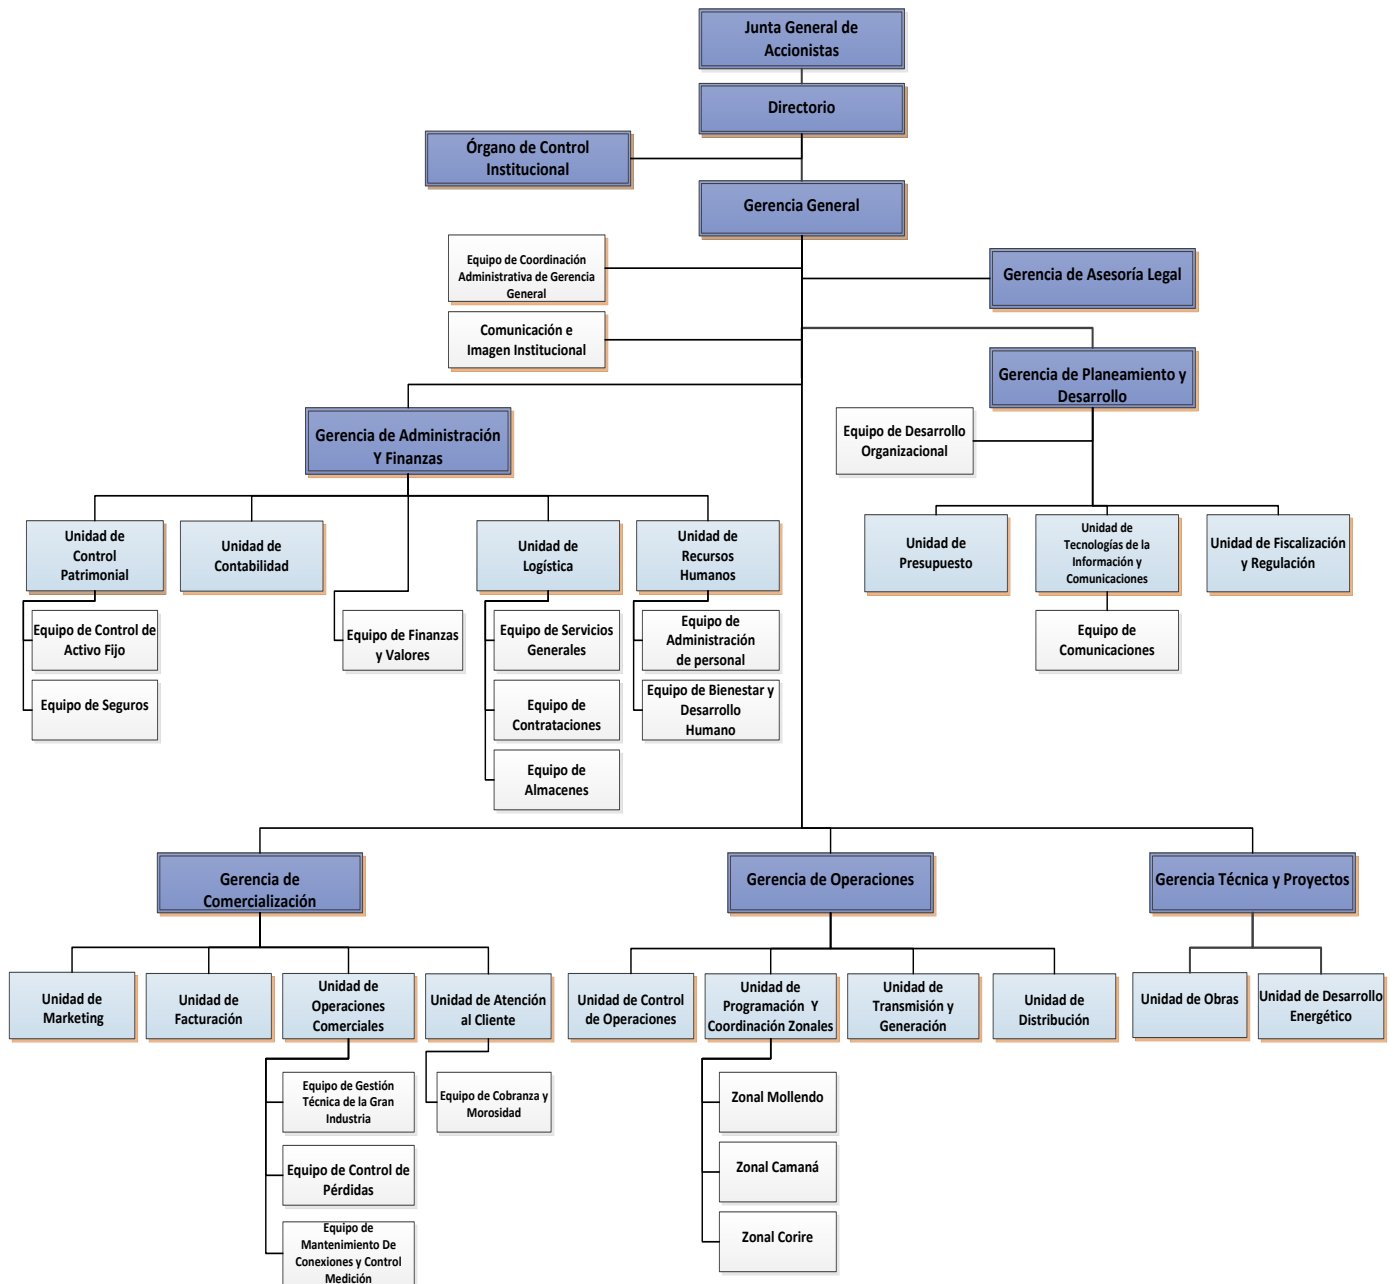 Junta General de
Accionistas
Directorio
Órgano de Control
Institucional
Gerencia General
Equipo de Coordinación
Administrativa de Gerencia
General
Gerencia de Asesoría Legal
Comunicación e
Imagen Institucional
Gerencia de Planeamiento y
Desarrollo
Gerencia de Administración
Y Finanzas
Equipo de Desarrollo
Organizacional
Unidad de
Control
Patrimonial
Unidad de
Contabilidad
Unidad de
Logística
Unidad de
Recursos
Humanos
Unidad de
Presupuesto
Unidad de
Tecnologías de la
Información y
Comunicaciones
Unidad de Fiscalización
y Regulación
Equipo de Control de
Activo Fijo
Equipo de Finanzas
y Valores
Equipo de Servicios
Generales
Equipo de
Administración
de personal
Equipo de
Comunicaciones
Equipo de Seguros
Equipo de
Contrataciones
Equipo de Bienestar y
Desarrollo
Humano
Equipo de
Almacenes
Gerencia de
Comercialización
Gerencia de Operaciones
Gerencia Técnica y Proyectos
Unidad de
Marketing
Unidad de
Facturación
Unidad de
Operaciones
Comerciales
Unidad de Atención
al Cliente
Unidad de Control
de Operaciones
Unidad de
Programación Y
Coordinación Zonales
Unidad de
Transmisión y
Generación
Unidad de
Distribución
Unidad de Obras
Unidad de Desarrollo
Energético
Equipo de Gestión
Técnica de la Gran
Industria
Equipo de Cobranza y
Morosidad
Zonal Mollendo
Equipo de Control de
Pérdidas
Zonal Camaná
Equipo de
Mantenimiento De
Conexiones y Control
Medición
Zonal Corire